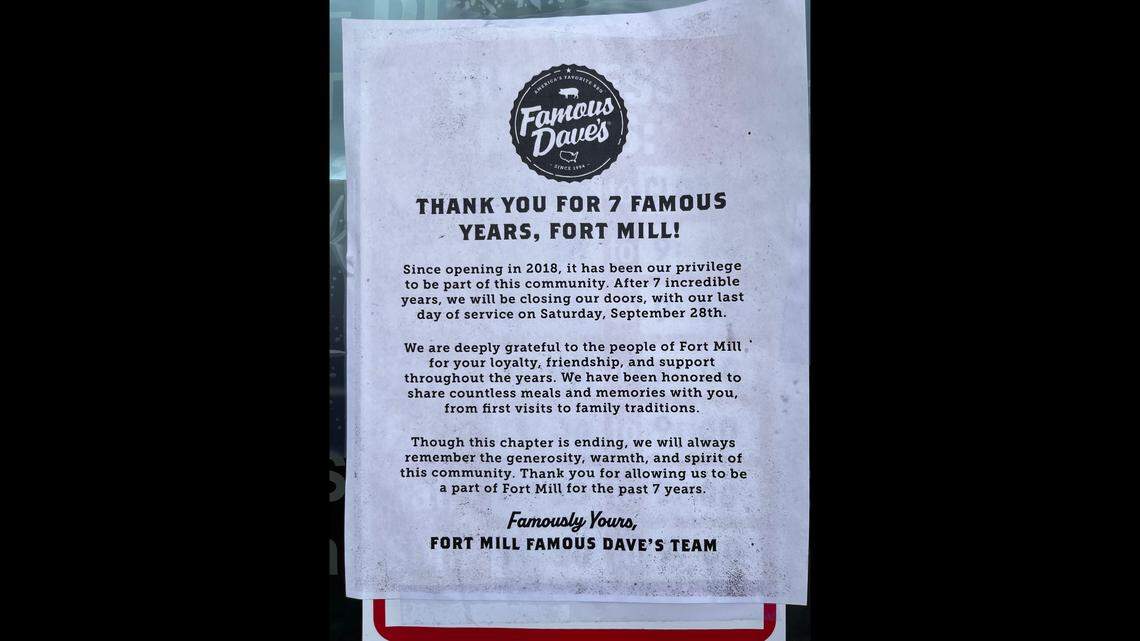 AMERICA'S FAVORITE BBQ
Famous
Dave's
SINCE 1994
THANK YOU FOR 7 FAMOUS
YEARS, FORT MILL!
Since opening in 2018, it has been our privilege
to be part of this community. After 7 incredible
years, we will be closing our doors, with our last
day of service on Saturday, September 28th.
We are deeply grateful to the people of Fort Mill
for your loyalty, friendship, and support
throughout the years. We have been honored to
share countless meals and memories with you,
from first visits to family traditions.
Though this chapter is ending, we will always
remember the generosity, warmth, and spirit of
this community. Thank you for allowing us to be
a part of Fort Mill for the past 7 years.
Famously Yours,
FORT MILL FAMOUS DAVE'S TEAM